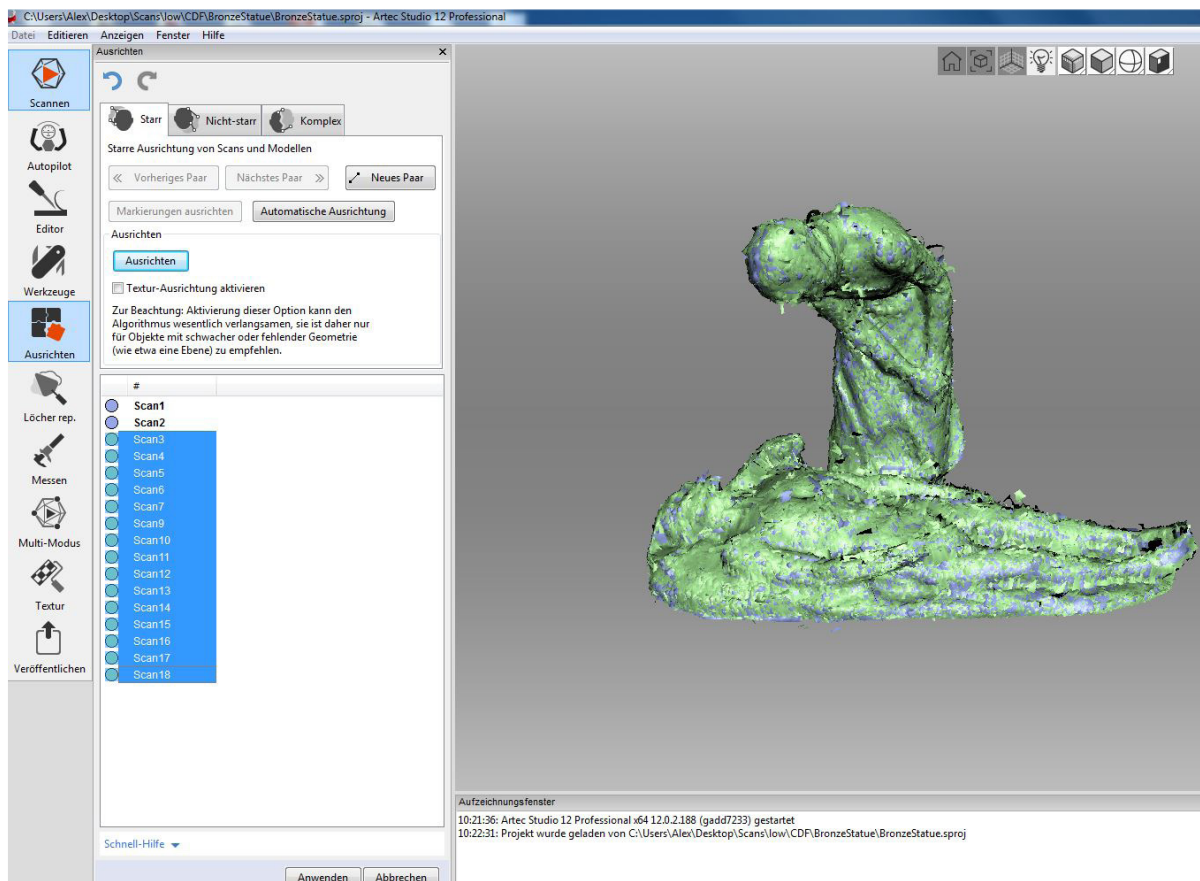 C:\Users\Alex\Desktop\Scans\low\CDF\BronzeStatue\BronzeStatue.sproj - Artec Studio 12 Professional
Datei Editieren Anzeigen Fenster Hilfe
Ausrichten
Scannen
Autopilot
Editor
Werkzeuge
Ausrichten
Löcher rep.
Messen
Multi-Modus
Textur
Veröffentlichen
Starr Nicht-starr Komplex
Starre Ausrichtung von Scans und Modellen
Vorheriges Paar Nächstes Paar Neues Paar
Markierungen ausrichten Automatische Ausrichtung
Ausrichten
Ausrichten
Textur-Ausrichtung aktivieren
Zur Beachtung: Aktivierung dieser Option kann den
Algorithmus wesentlich verlangsamen, sie ist daher nur
für Objekte mit schwacher oder fehlender Geometrie
(wie etwa eine Ebene) zu empfehlen.
#
Scan1
Scan2
Scan3
Scan4
Scan5
Scan6
Scan7
Scan9
Scan10
Scan11
Scan12
Scan13
Scan14
Scan15
Scan16
Scan17
Scan18
Schnell-Hilfe
Anwenden Abbrechen
Aufzeichnungsfenster
10:21:36: Artec Studio 12 Professional x64 12.0.2.188 (gadd7233) gestartet
10:22:31: Projekt wurde geladen von C:\Users\Alex\Desktop\Scans\low\CDF\BronzeStatue\BronzeStatue.sproj